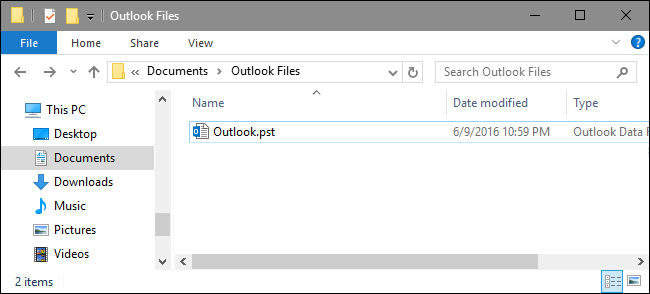 Outlook Files
File Home Share View
Documents Outlook Files Search Outlook Files
This PC
Desktop
Documents
Downloads
Music
Pictures
Videos
Name Date modified Type
Outlook.pst 6/9/2016 10:59 PM Outlook Data F
2 items